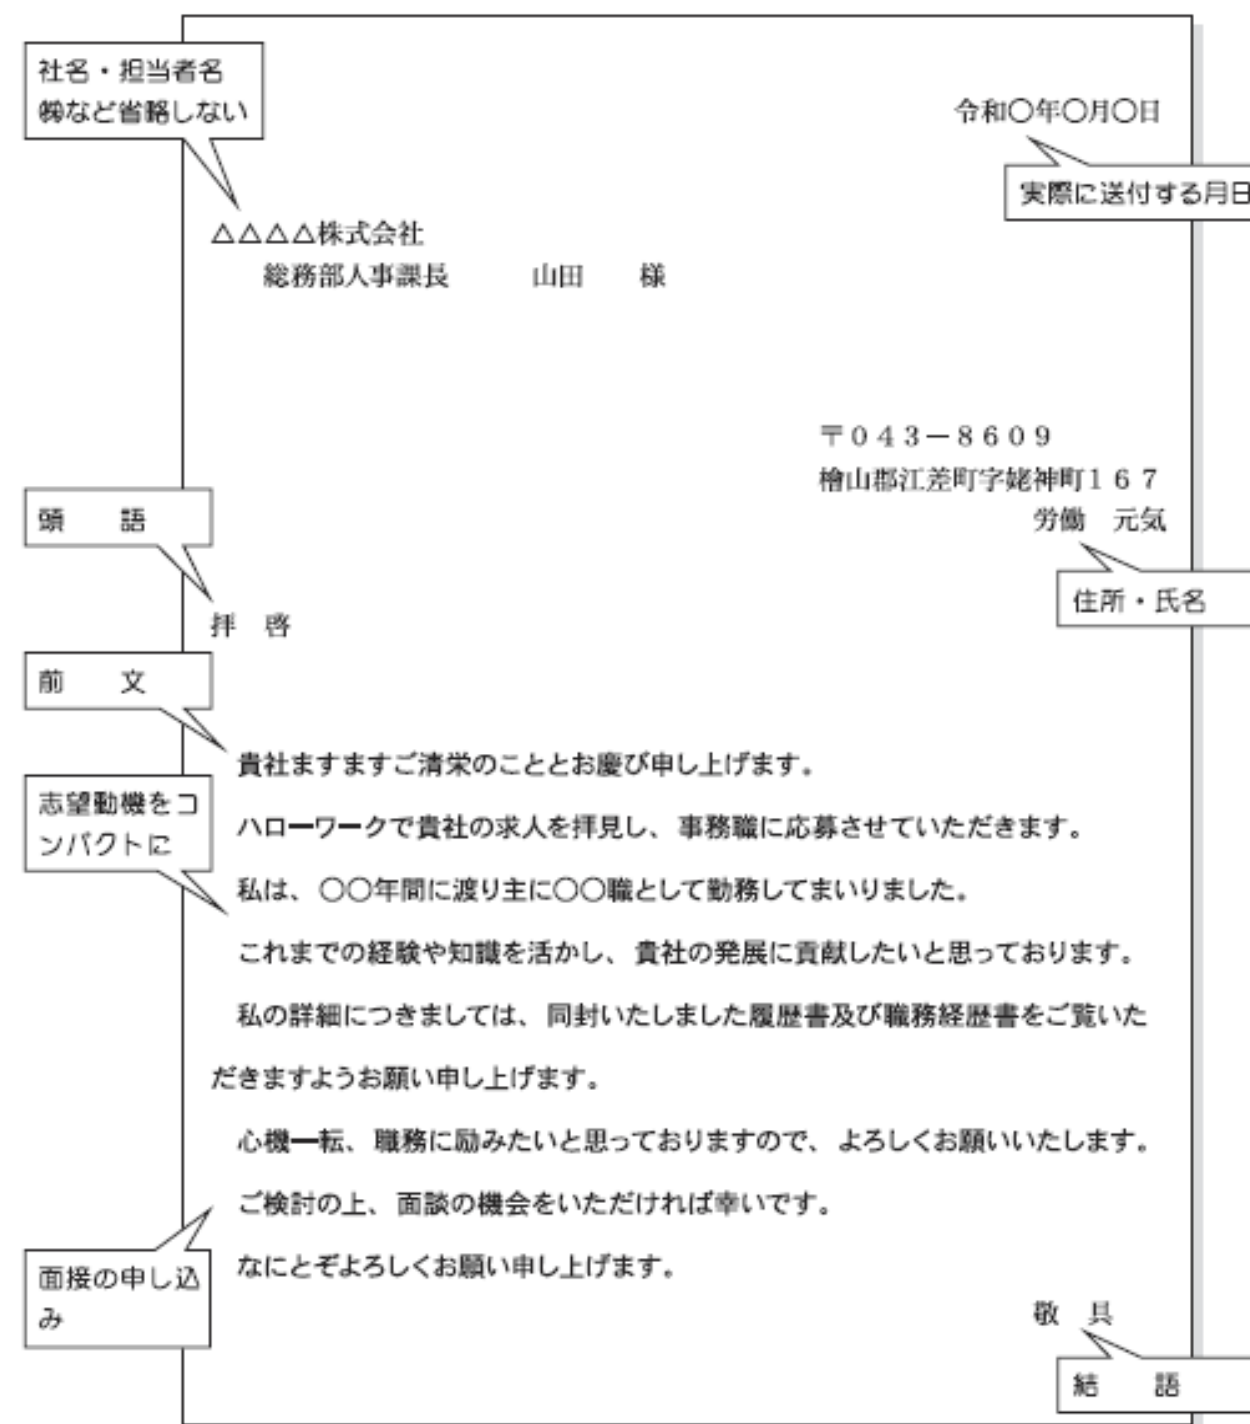 社名・担当者名
㈱など省略しない
令和〇年〇月〇日
実際に送付する月日
△△△△株式会社
総務部人事課長　　　山田　　様
〒０４３－８６０９
檜山郡江差町字姥神町１６７
労働　元気
住所・氏名
頭　　語
拝　啓
前　　文
貴社ますますご清栄のこととお慶び申し上げます。
志望動機をコ
ンパクトに
ハローワークで貴社の求人を拝見し、事務職に応募させていただきます。
私は、〇〇年間に渡り主に〇〇職として勤務してまいりました。
これまでの経験や知識を活かし、貴社の発展に貢献したいと思っております。
私の詳細につきましては、同封いたしました履歴書及び職務経歴書をご覧いた
だきますようお願い申し上げます。
心機一転、職務に励みたいと思っておりますので、よろしくお願いいたします。
ご検討の上、面談の機会をいただければ幸いです。
面接の申し込
み
なにとぞよろしくお願い申し上げます。
敬　具
結　　語